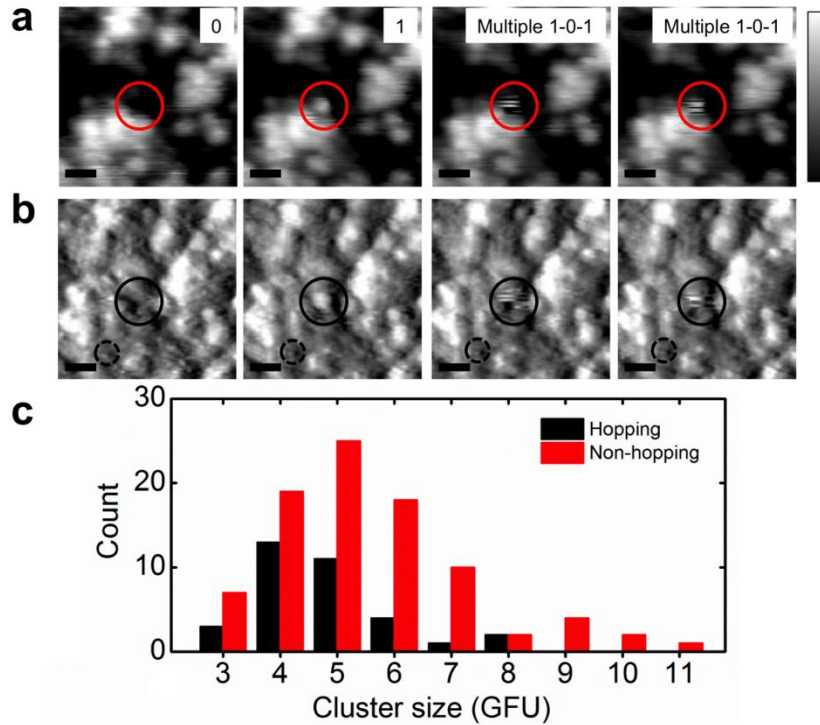 a
0
1
Multiple 1-0-1
Multiple 1-0-1
b
c
30
20
10
0
Count
Hopping
Non-hopping
3 4 5 6 7 8 9 10 11
Cluster size (GFU)